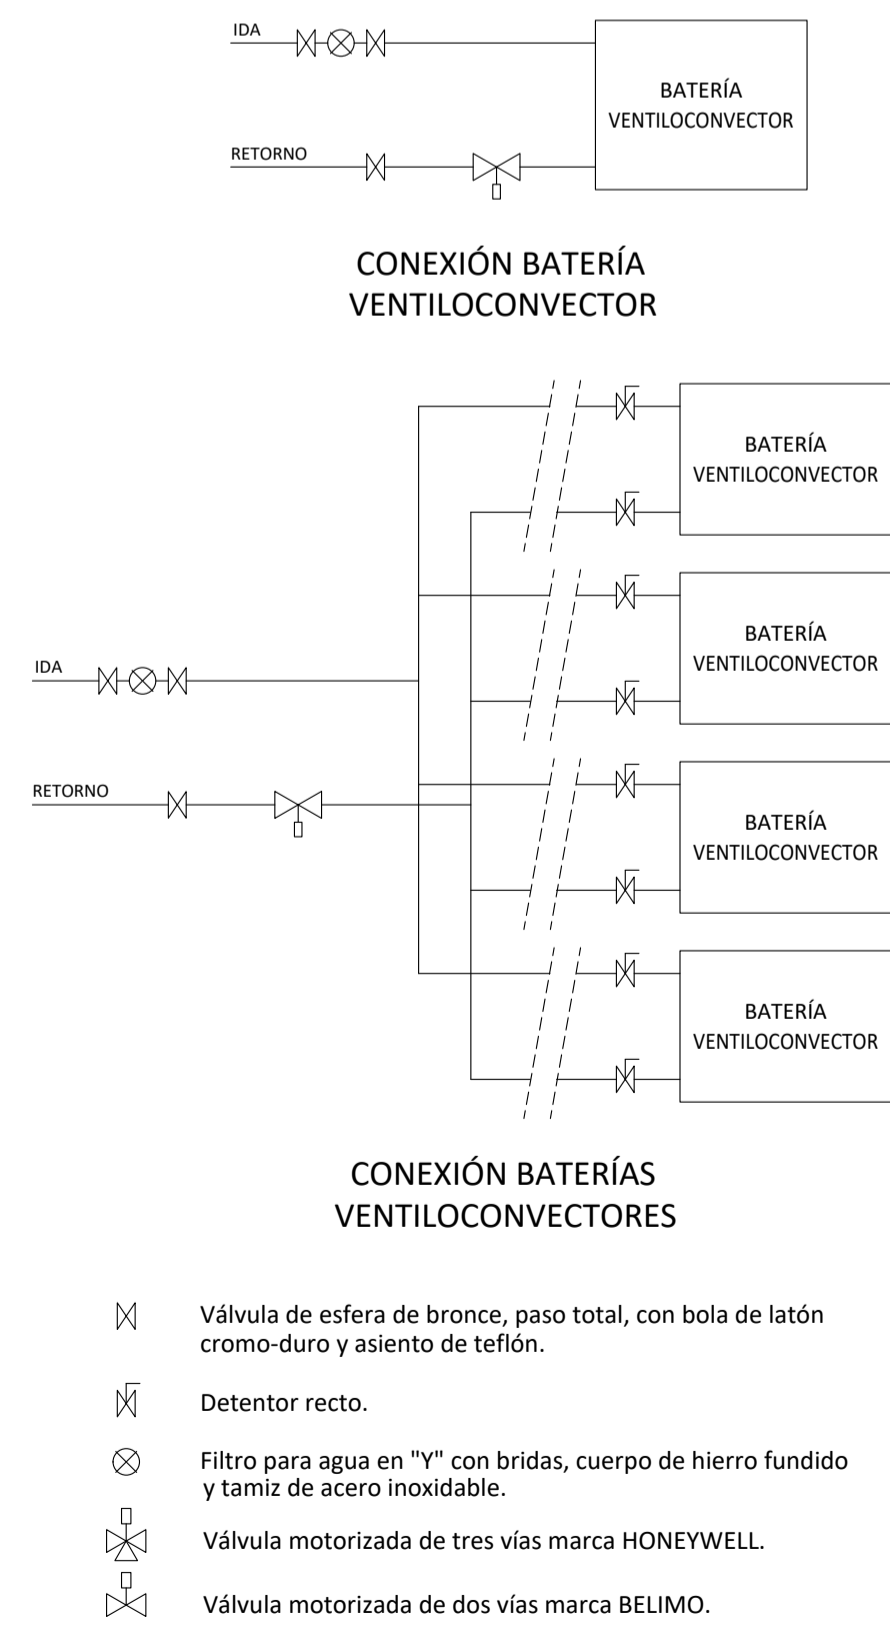 IDA
BATERÍA
VENTILOCONVECTOR
RETORNO
CONEXIÓN BATERÍA
VENTILOCONVECTOR
BATERÍA
VENTILOCONVECTOR
BATERÍA
VENTILOCONVECTOR
IDA
RETORNO
BATERÍA
VENTILOCONVECTOR
BATERÍA
VENTILOCONVECTOR
CONEXIÓN BATERÍAS
VENTILOCONVECTORES
Válvula de esfera de bronce, paso total, con bola de latón
cromo-duro y asiento de teflón.
Detentor recto.
Filtro para agua en "Y" con bridas, cuerpo de hierro fundido
y tamiz de acero inoxidable.
Válvula motorizada de tres vías marca HONEYWELL.
Válvula motorizada de dos vías marca BELIMO.